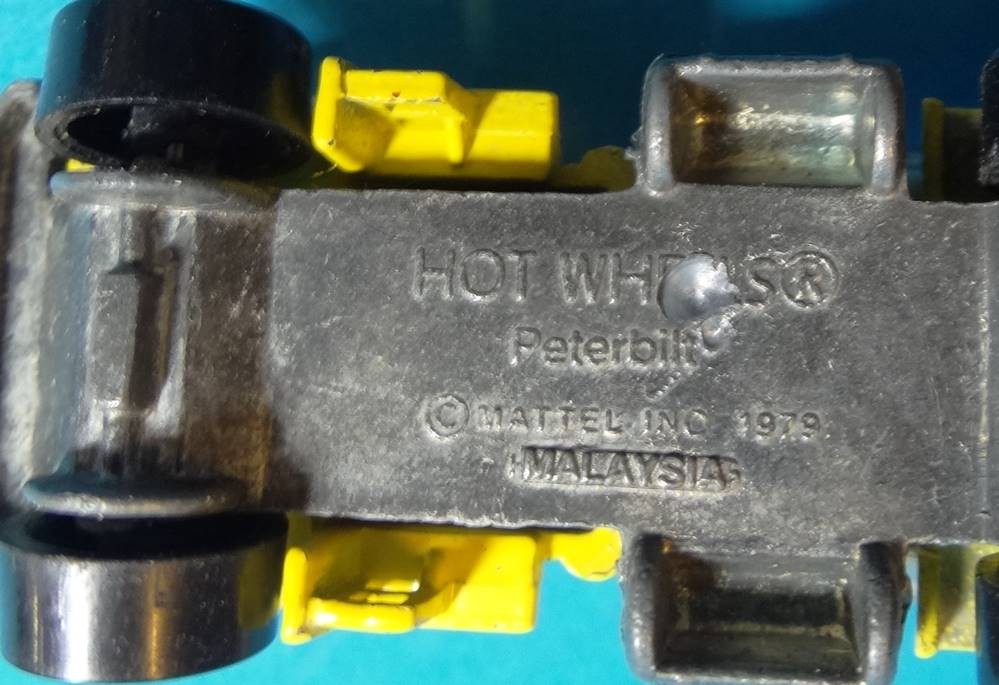 HOT WHEELS®
Peterbilt
© MATTEL INC 1979
MALAYSIA